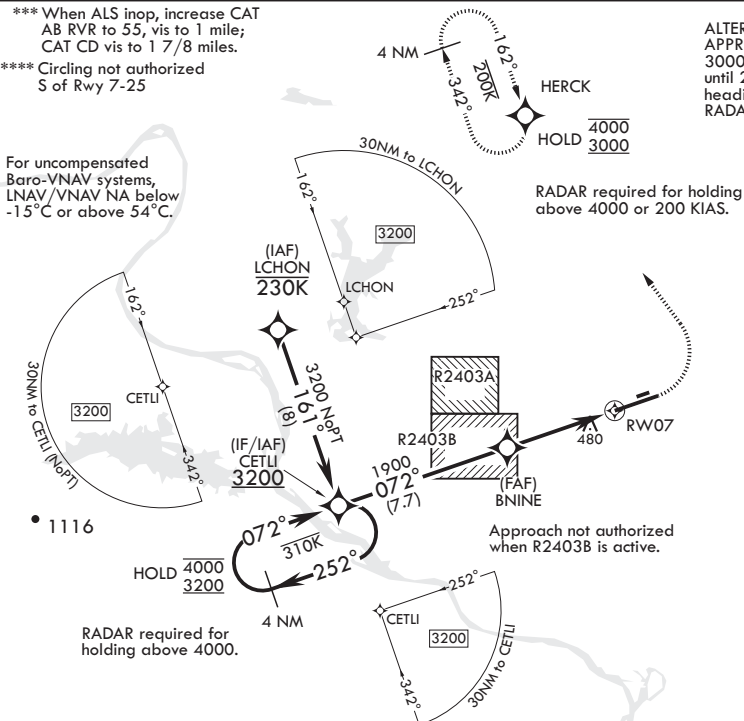 *** When ALS inop, increase CAT
AB RVR to 55, vis to 1 mile;
CAT CD vis to 1 7/8 miles.
**** Circling not authorized
S of Rwy 7-25
4 NM
162°
200K
342°
HERCK
HOLD 4000
3000
ALTER
APPR
3000
until 2
headi
RADA
RADAR required for holding
above 4000 or 200 KIAS.
For uncompensated
Baro-VNAV systems,
LNAV/VNAV NA below
-15°C or above 54°C.
30NM to LCHON
162°
3200
LCHON
252°
(IAF)
LCHON
230K
162°
CETLI
3200
30NM to CETLI (NoPT)
342°
3200 NoPT
161°
(8)
R2403A
R2403B
RW07
480
(IF/IAF)
CETLI
3200
1900
072°
(7.7)
(FAF)
BNINE
1116
072°
310K
252°
HOLD 4000
3200
4 NM
Approach not authorized
when R2403B is active.
RADAR required for
holding above 4000.
252°
CETLI
3200
342°
30NM to CETLI